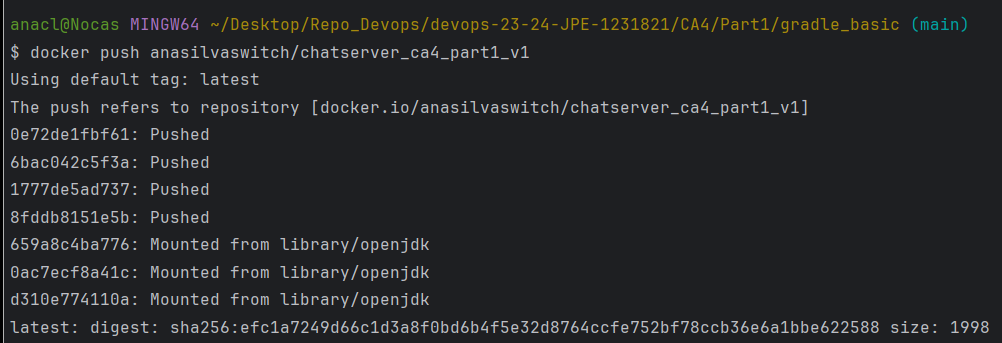 anacl@Nocas MINGW64 ~/Desktop/Repo_Devops/devops-23-24-JPE-1231821/CA4/Part1/gradle_basic (main)
$ docker push anasilvaswitch/chatserver_ca4_part1_v1
Using default tag: latest
The push refers to repository [docker.io/anasilvaswitch/chatserver_ca4_part1_v1]
0e72de1fbf61: Pushed
6bac042c5f3a: Pushed
1777de5ad737: Pushed
8fddb8151e5b: Pushed
659a8c4ba776: Mounted from library/openjdk
0ac7ecf8a41c: Mounted from library/openjdk
d310e774110a: Mounted from library/openjdk
latest: digest: sha256:efc1a7249d66c1d3a8f0bd6b4f5e32d8764ccfe752bf78ccb36e6a1bbe622588 size: 1998